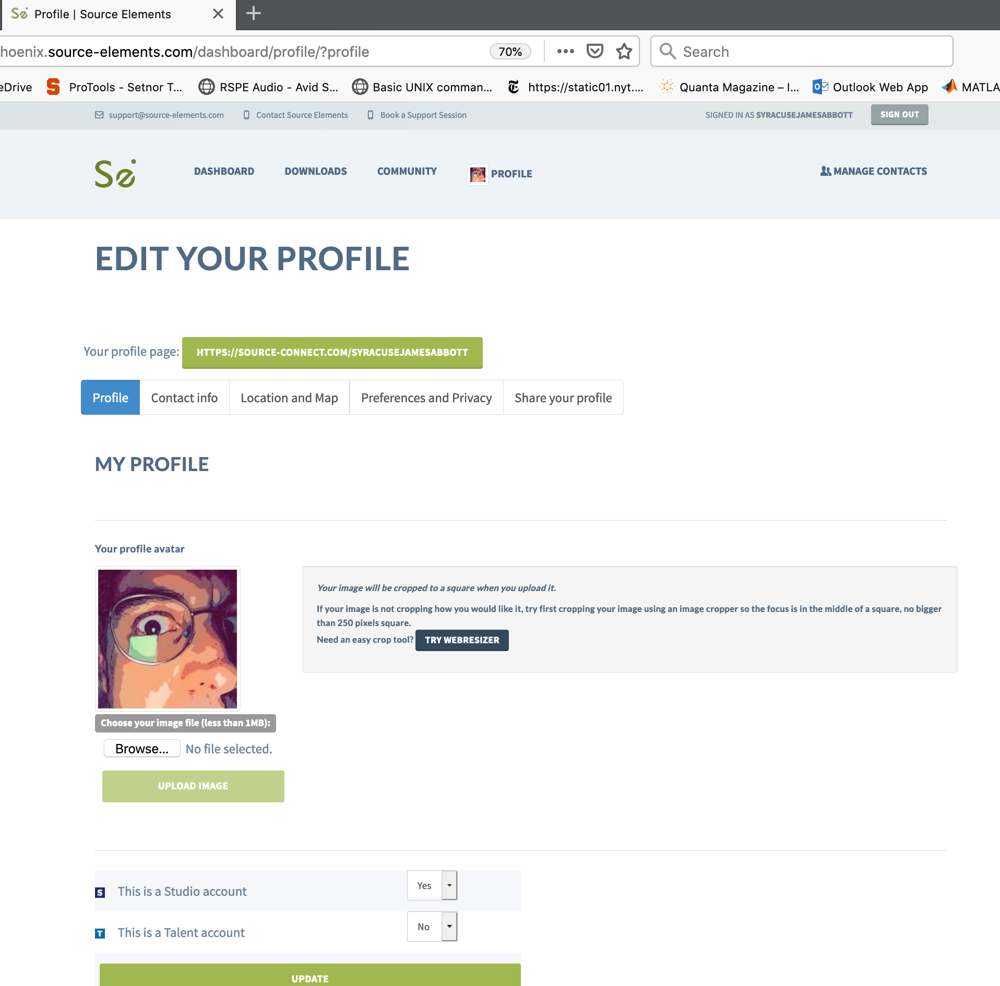 Profile | Source Elements
hoenix.source-elements.com/dashboard/profile/?profile
70%
Search
eDrive
ProTools - Setnor T...
RSPE Audio - Avid S...
Basic UNIX comman...
https://static01.nyt....
Quanta Magazine – I...
Outlook Web App
MATLA
support@source-elements.com
Contact Source Elements
Book a Support Session
SIGNED IN AS SYRACUSEJAMESABBOTT
SIGN OUT
DASHBOARD
DOWNLOADS
COMMUNITY
PROFILE
MANAGE CONTACTS
EDIT YOUR PROFILE
Your profile page: HTTPS://SOURCE-CONNECT.COM/SYRACUSEJAMESABBOTT
Profile
Contact info
Location and Map
Preferences and Privacy
Share your profile
MY PROFILE
Your profile avatar
Your image will be cropped to a square when you upload it.
If your image is not cropping how you would like it, try first cropping your image using an image cropper so the focus is in the middle of a square, no bigger
than 250 pixels square.
Need an easy crop tool? TRY WEBRESIZER
Choose your image file (less than 1MB):
Browse... No file selected.
UPLOAD IMAGE
S This is a Studio account Yes
T This is a Talent account No
UPDATE